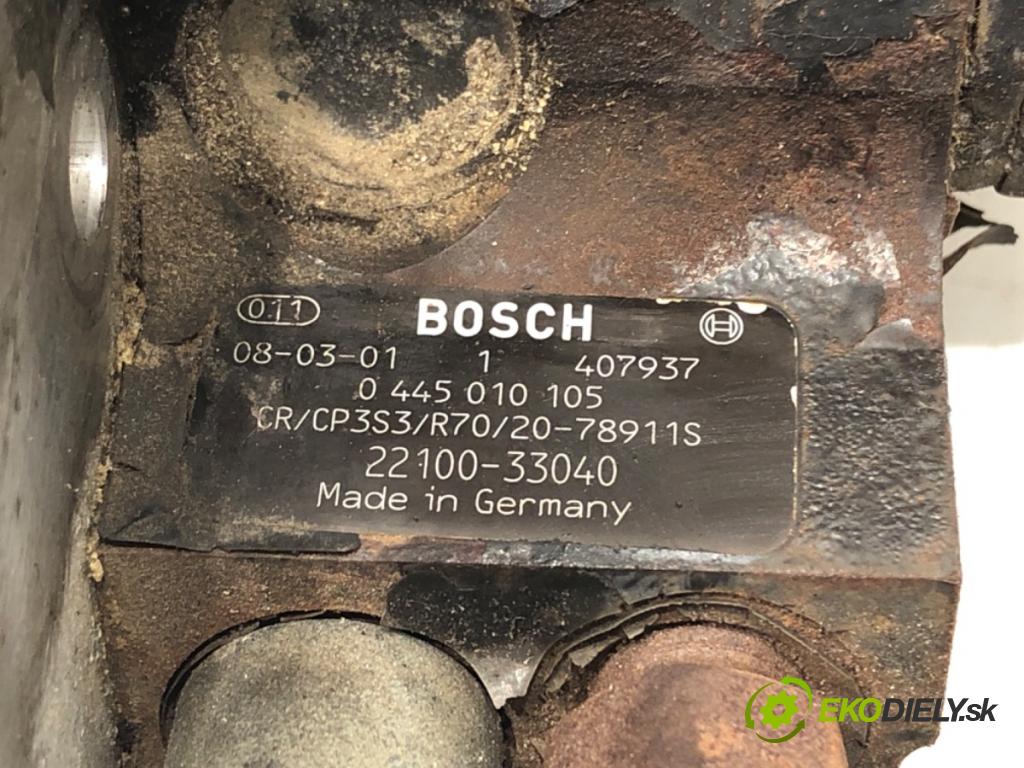 011 BOSCH
08-03-01 1 407937
0 445 010 105
CR/CP3S3/R70/20-78911S
22100-33040
Made in Germany
EKODIELY.sk